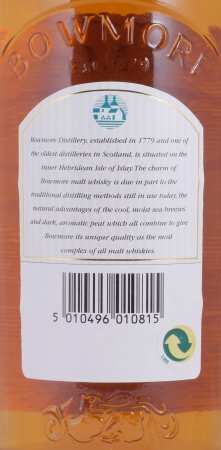 BOWMORE
Bowmore Distillery, established in 1779 and one of
the oldest distilleries in Scotland, is situated on the
inner Hebridean Isle of Islay.The charm of
Bowmore malt whisky is due in part to the
traditional distilling methods still in use today, the
natural advantages of the cool, moist sea breezes
and dark, aromatic peat which all combine to give
Bowmore its unique quality as the most
complex of all malt whiskies.
5 010496 010815